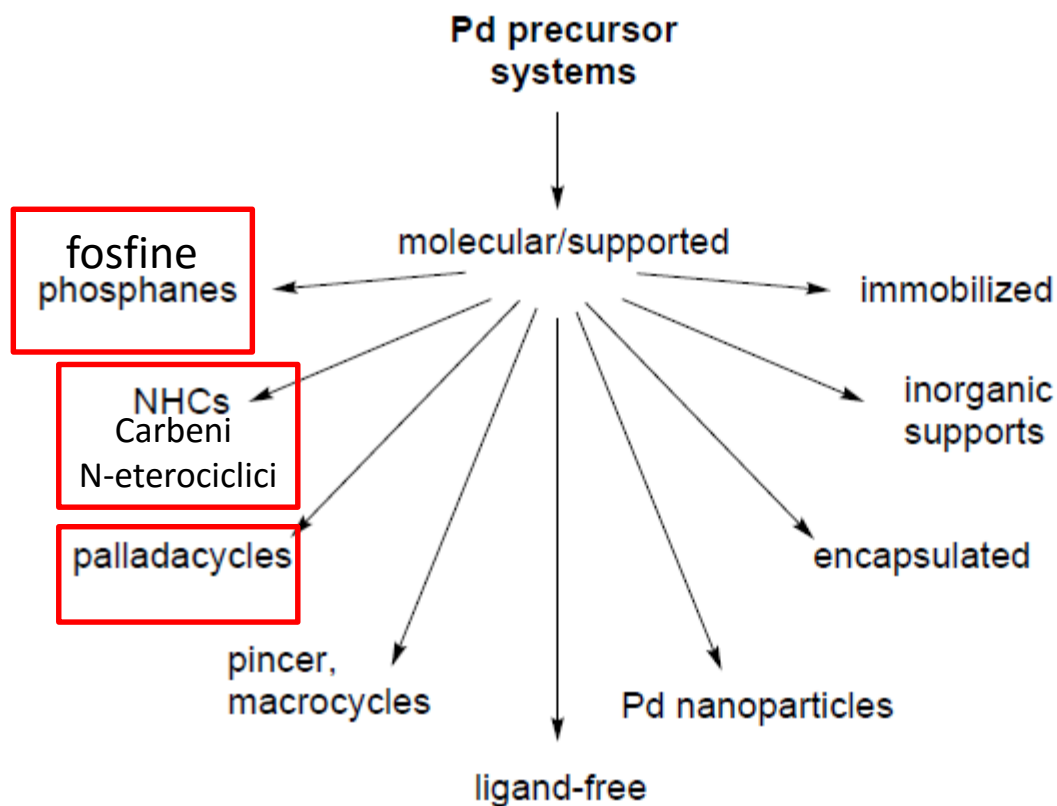 Pd precursor
systems
molecular/supported
fosfine
phosphanes
immobilized
NHCs
Carbeni
N-eterociclici
inorganic
supports
palladacycles
encapsulated
pincer,
macrocycles
Pd nanoparticles
ligand-free